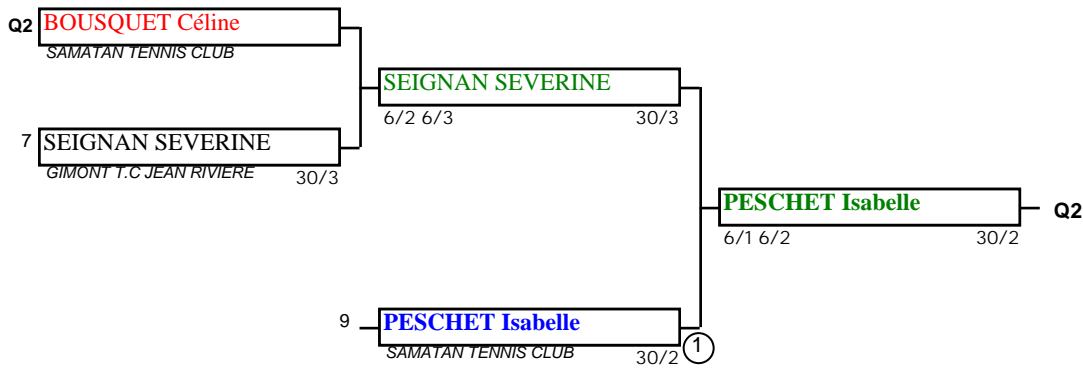 Q2 BOUSQUET Céline
SAMATAN TENNIS CLUB
SEIGNAN SEVERINE
6/2 6/3 30/3
7 SEIGNAN SEVERINE
GIMONT T.C JEAN RIVIERE 30/3
PESCHET Isabelle Q2
6/1 6/2 30/2
9 PESCHET Isabelle
SAMATAN TENNIS CLUB 30/2 1